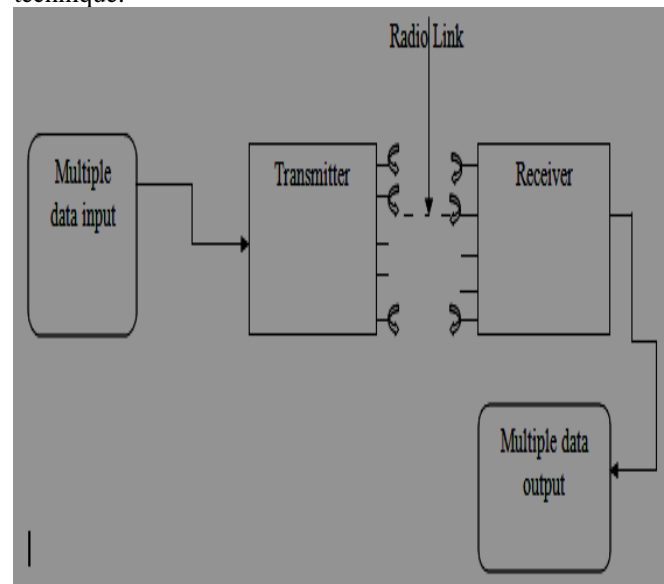 technique.
Radio Link
Multiple
data input
Transmitter
Receiver
Multiple data
output